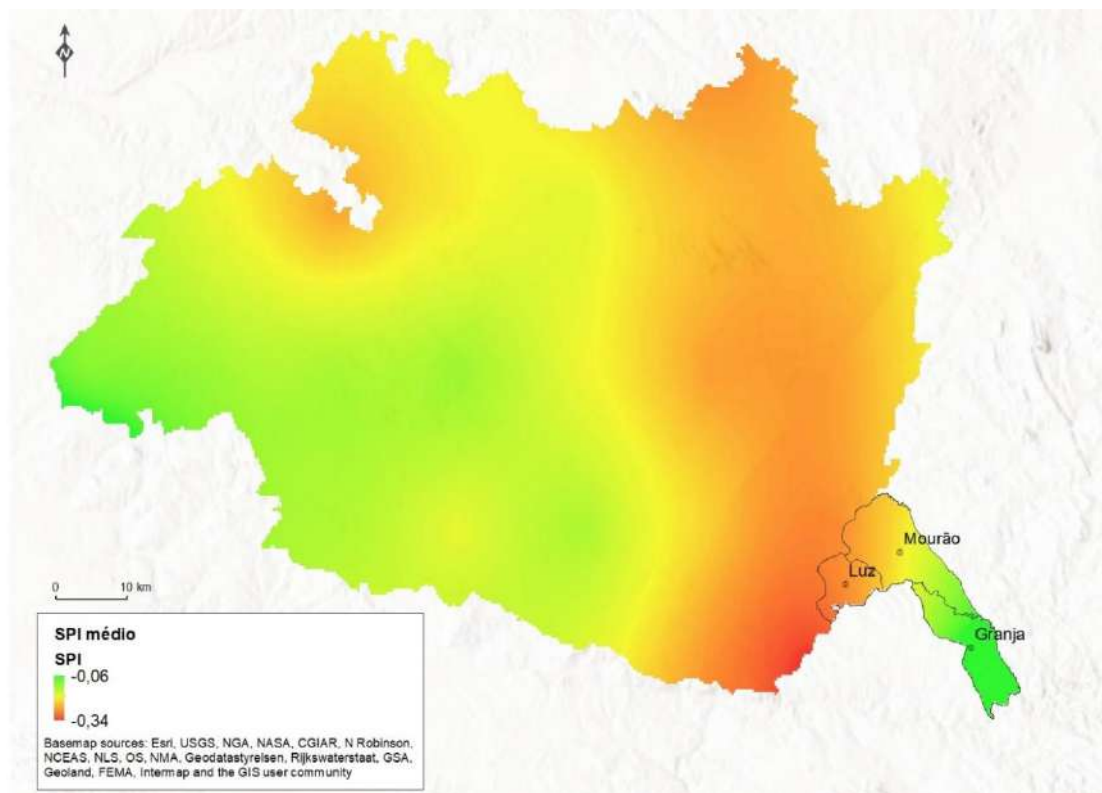 N
Mourão
Luz
Granja
0 10 km
SPI médio
SPI
-0,06
-0,34
Basemap sources: Esri, USGS, NGA, NASA, CGIAR, N Robinson,
NCEAS, NLS, OS, NMA, Geodatastyrelsen, Rijkswaterstaat, GSA,
Geoland, FEMA, Intermap and the GIS user community